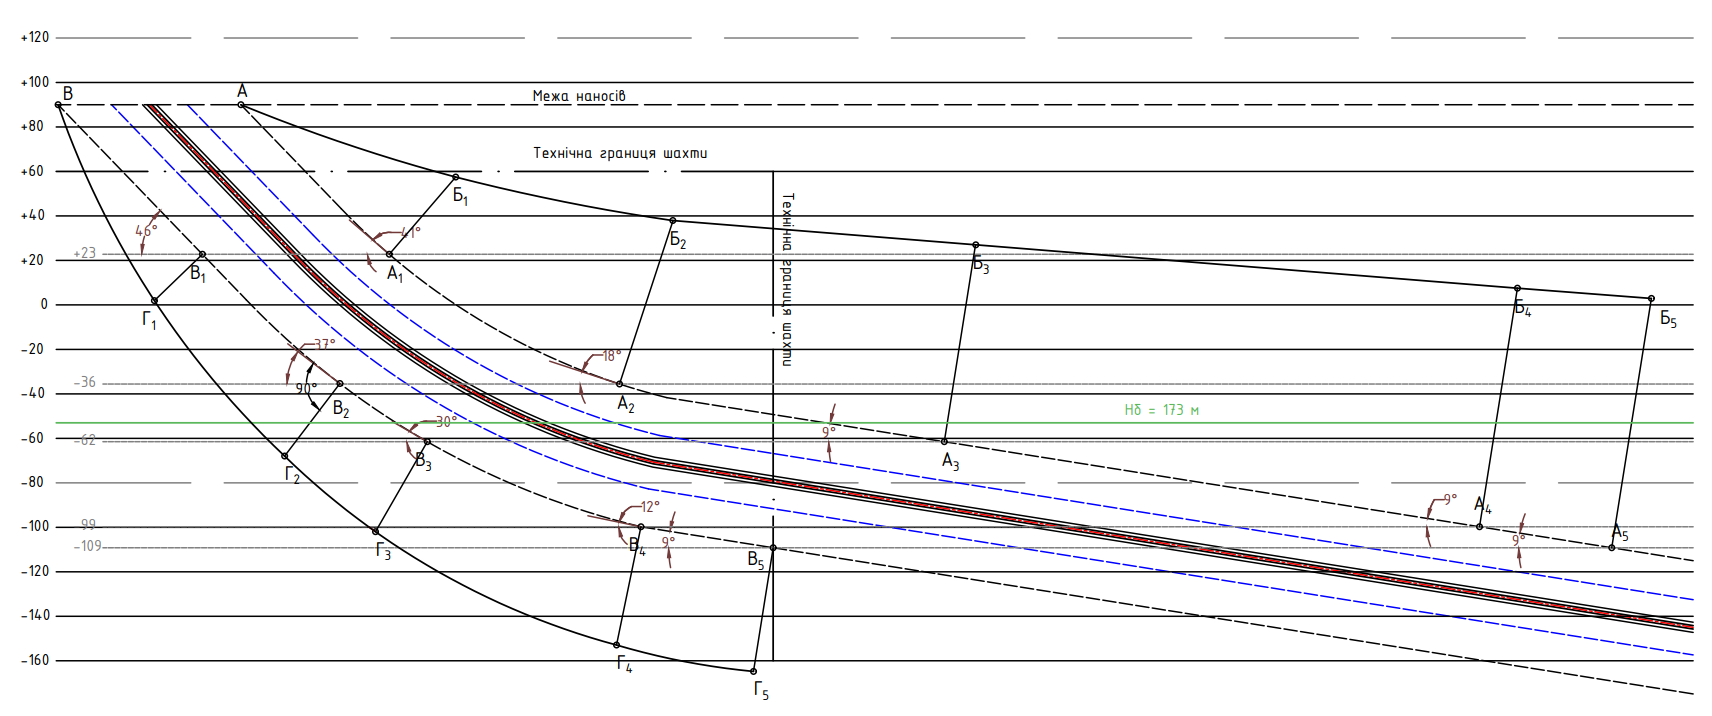 +120
+100
В
А
Межа наносів
+80
Технічна границя шахти
+60
Технічна границя шахти
Б₁
+40
46°
41°
Б₂
+23
+20
В₁
А₁
Б₃
0
Г₁
Б₄
Б₅
-20
37°
18°
-36
90°
-40
В₂
А₂
Нб = 173 м
30°
9°
-60
-62
В₃
А₃
Г₂
-80
12°
9°
А₄
-99
-100
Г₃
В₄
9°
9°
А₅
-109
В₅
-120
-140
-160
Г₄
Г₅